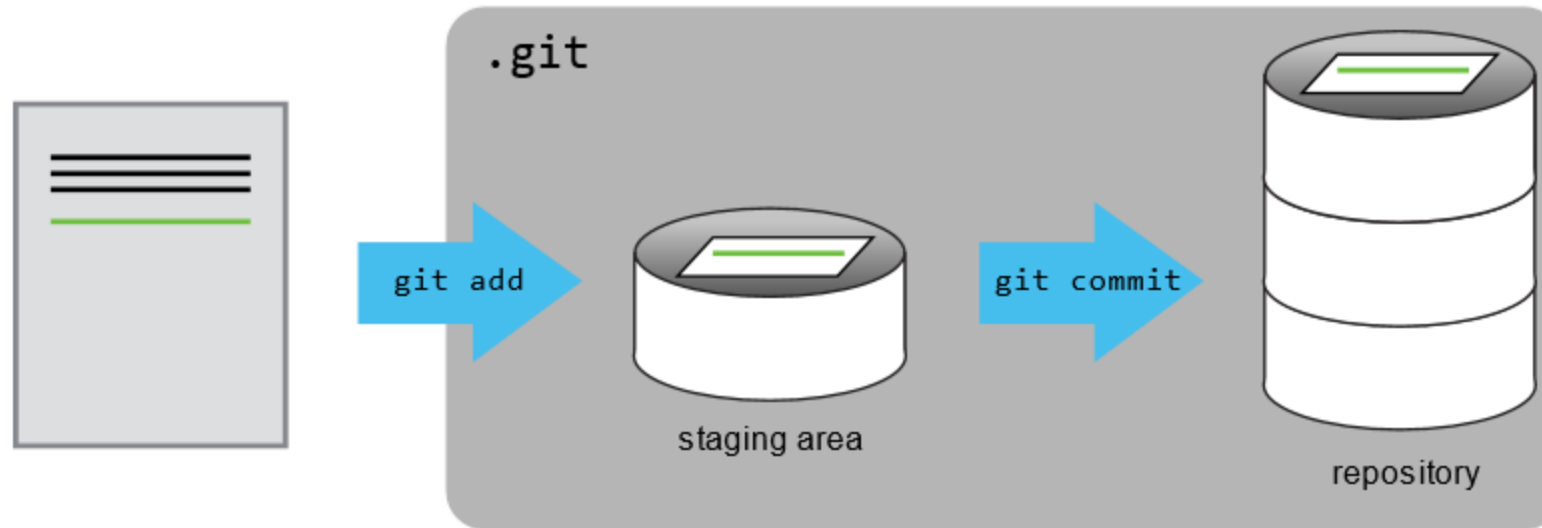 .git
git add
git commit
staging area
repository